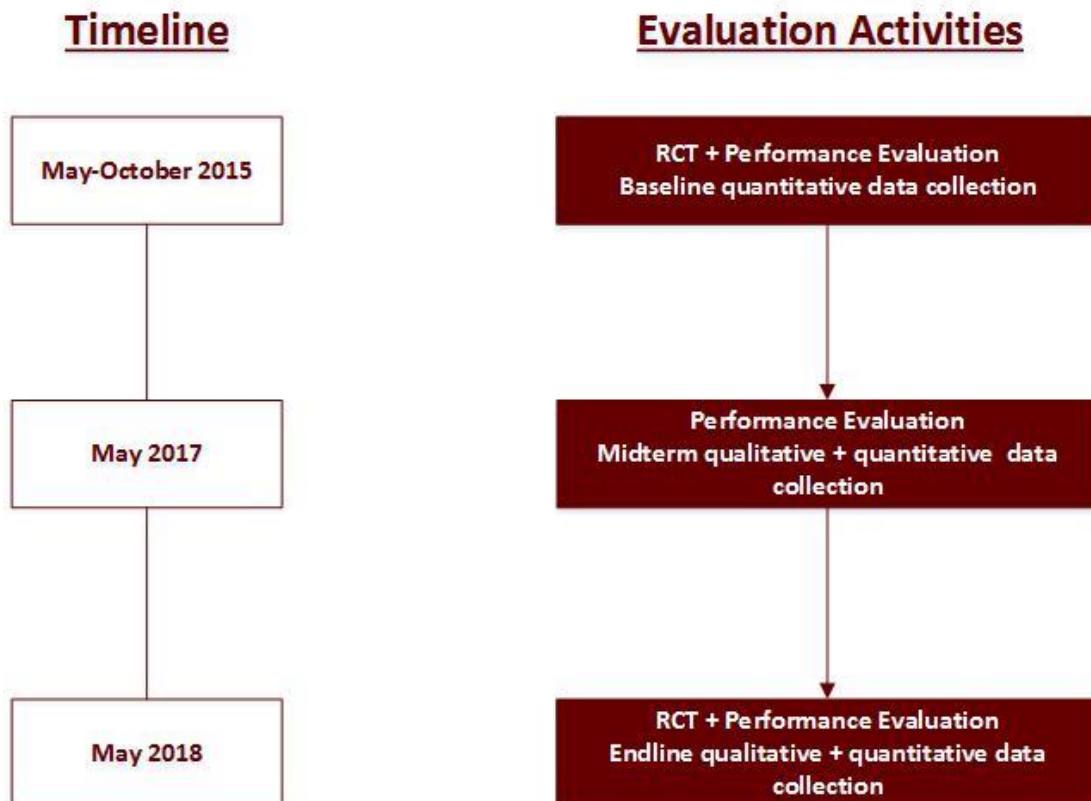 Timeline
Evaluation Activities
May-October 2015
RCT + Performance Evaluation
Baseline quantitative data collection
May 2017
Performance Evaluation
Midterm qualitative + quantitative data
collection
May 2018
RCT + Performance Evaluation
Endline qualitative + quantitative data
collection